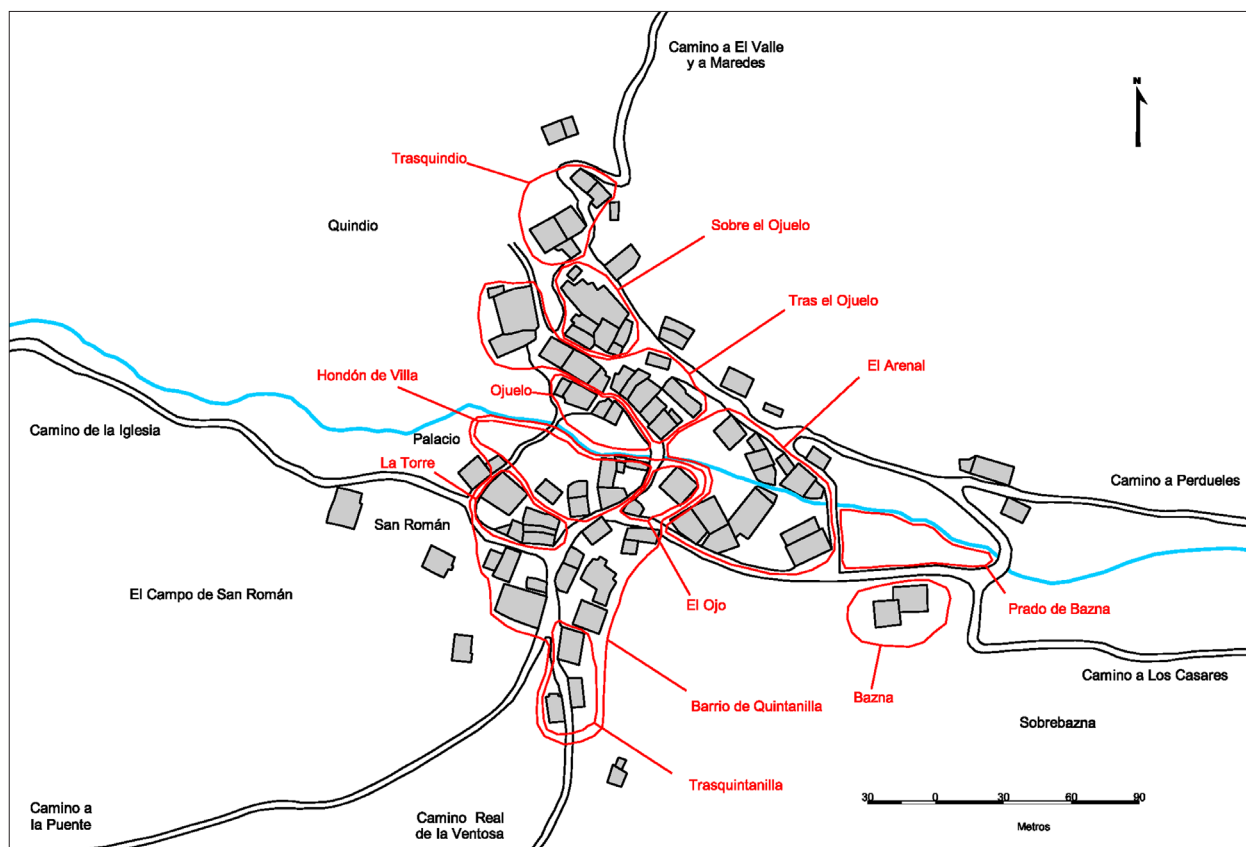 Camino a El Valle
y a Maredes
N
Trasquindio
Quindio
Sobre el Ojuelo
Tras el Ojuelo
El Arenal
Hondón de Villa
Ojuelo
Camino de la Iglesia
Palacio
La Torre
Camino a Perdueles
San Román
El Campo de San Román
El Ojo
Prado de Bazna
Camino a Los Casares
Bazna
Barrio de Quintanilla
Sobrebazna
Trasquintanilla
Camino a
la Puente
Camino Real
de la Ventosa
30 0 30 60 90
Metros